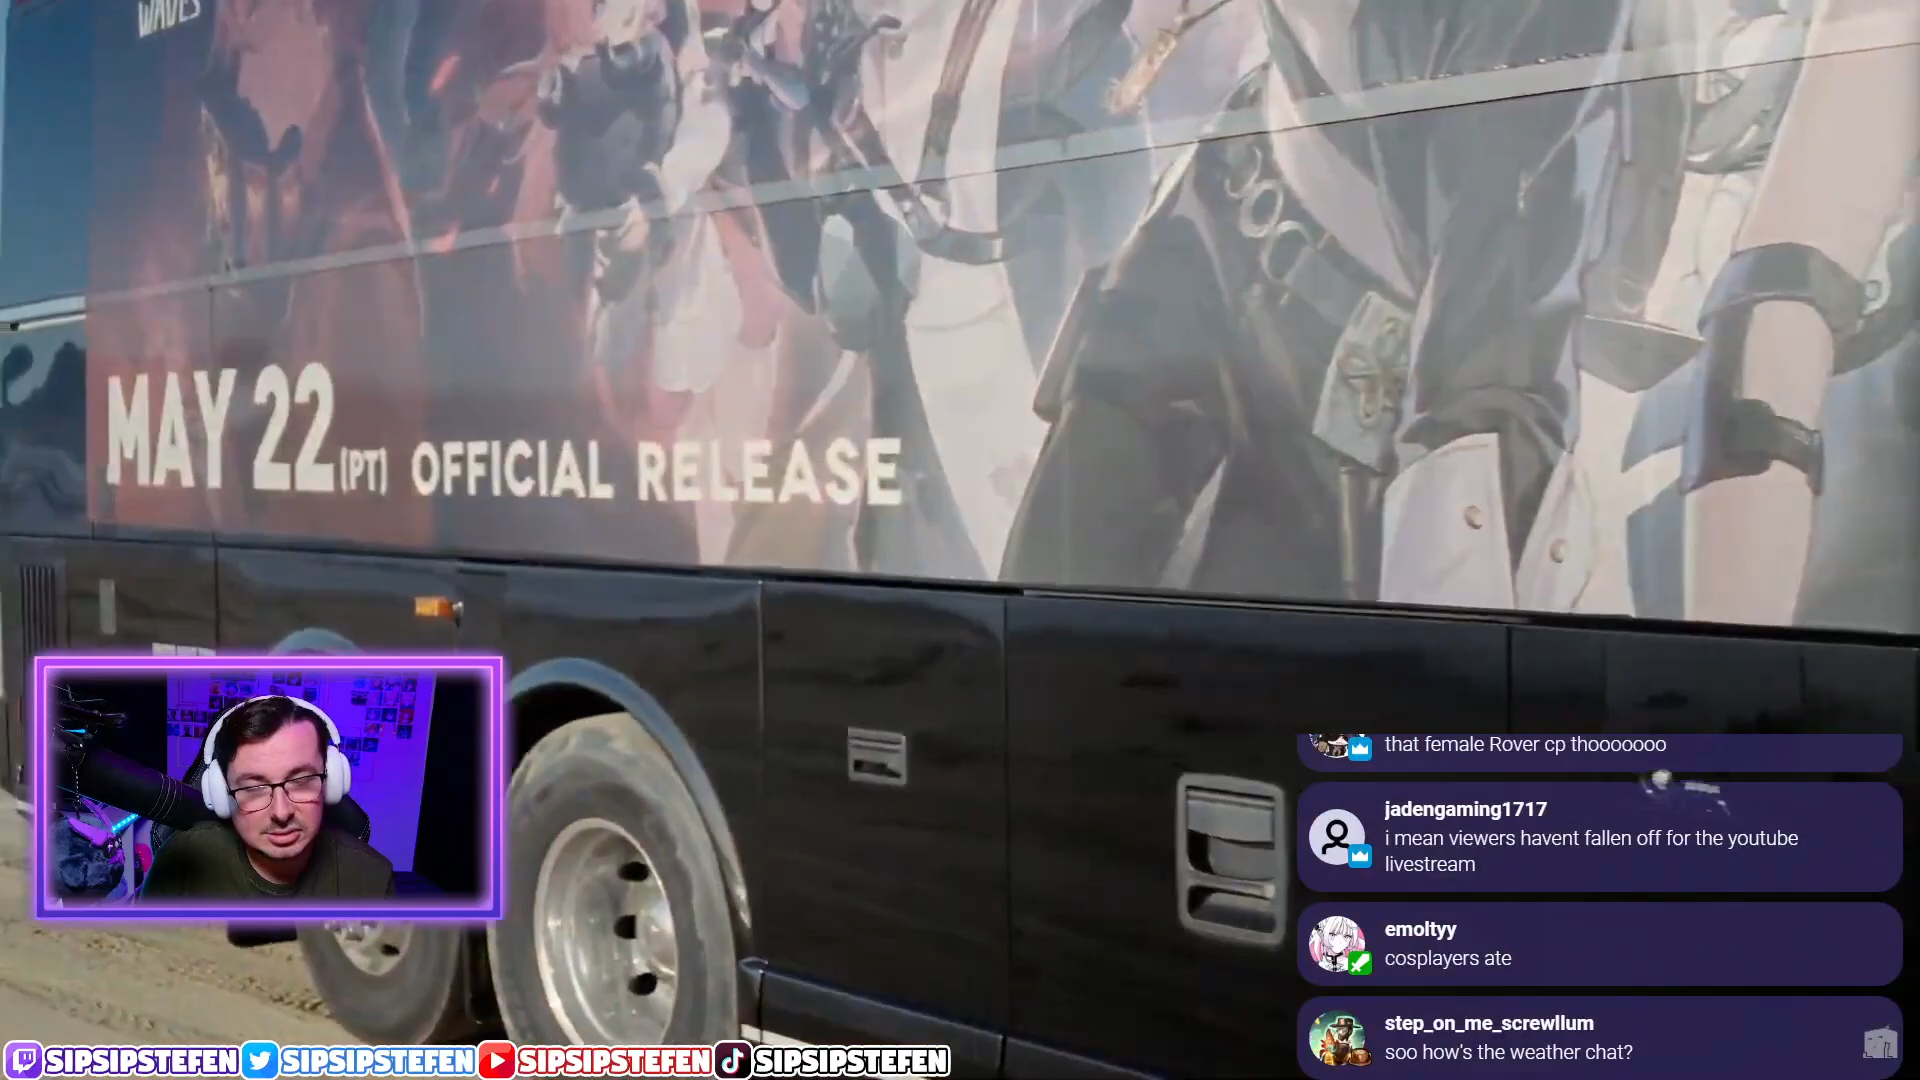 WAVES
MAY 22 (PT) OFFICIAL RELEASE
that female Rover cp thooooooo
jadengaming1717
i mean viewers havent fallen off for the youtube
livestream
emoltyy
cosplayers ate
step_on_me_screwllum
soo how's the weather chat?
SIPSIPSTEFEN SIPSIPSTEFEN SIPSIPSTEFEN SIPSIPSTEFEN